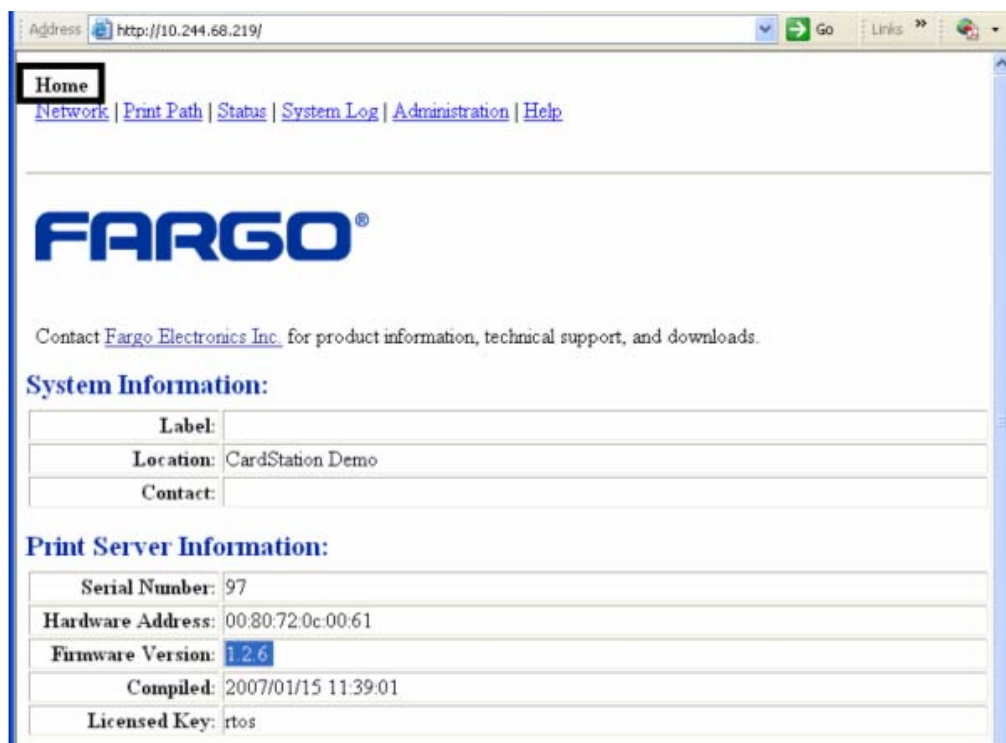 Address http://10.244.68.219/ Go Links »
Home
Network | Print Path | Status | System Log | Administration | Help
FARGO®
Contact Fargo Electronics Inc. for product information, technical support, and downloads.
System Information:
Label:
Location: CardStation Demo
Contact:
Print Server Information:
Serial Number: 97
Hardware Address: 00:80:72:0c:00:61
Firmware Version: 1.2.6
Compiled: 2007/01/15 11:39:01
Licensed Key: rtos